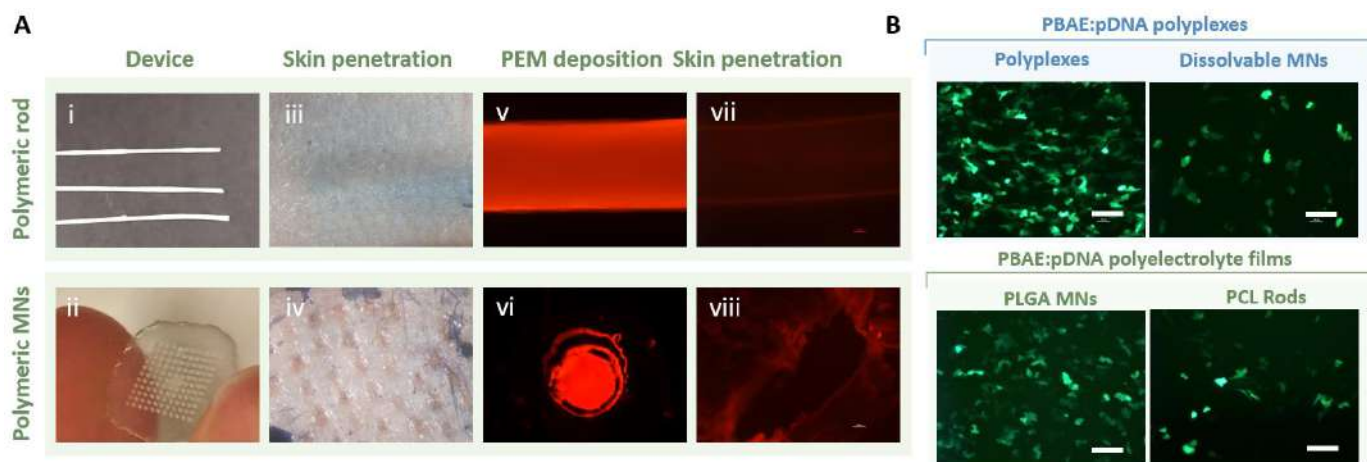 A
Device
Skin penetration
PEM deposition
Skin penetration
Polymeric rod
i
iii
v
vii
Polymeric MNs
ii
iv
vi
viii
B
PBAE:pDNA polyplexes
Polyplexes
Dissolvable MNs
PBAE:pDNA polyelectrolyte films
PLGA MNs
PCL Rods